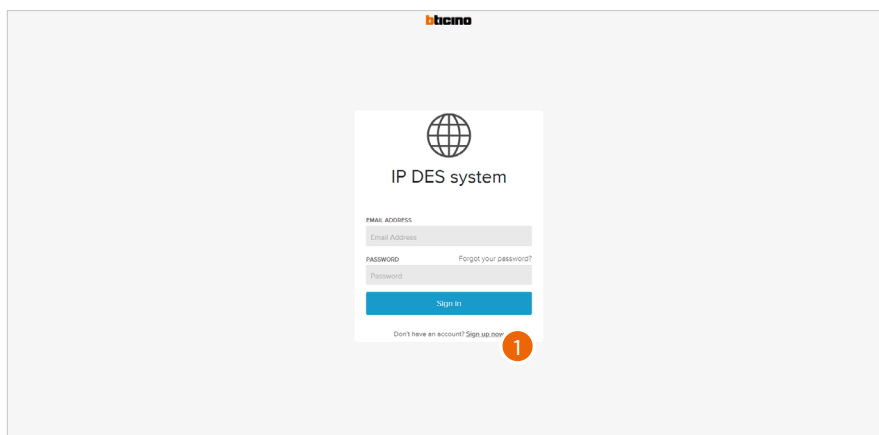 bticino
IP DES system
EMAIL ADDRESS
Email Address
PASSWORD Forgot your password?
Password
Sign in
Don't have an account? Sign up now
1